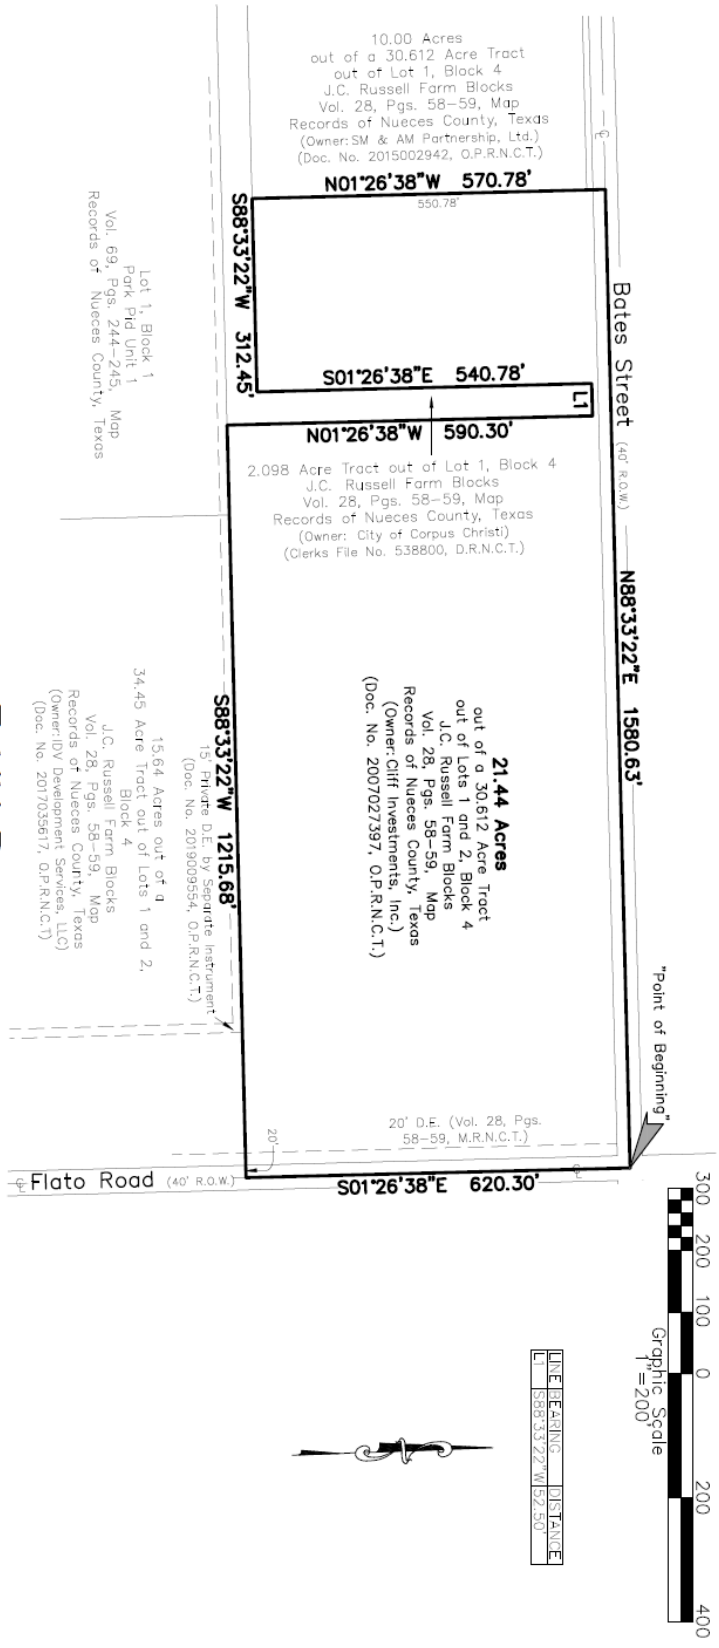 10.00 Acres
out of a 30.612 Acre Tract
out of Lot 1, Block 4
J.C. Russell Farm Blocks
Vol. 28, Pgs. 58-59, Map
Records of Nueces County, Texas
(Owner: SM & AM Partnership, Ltd.)
(Doc. No. 2015002942, O.P.R.N.C.T.)
N01°26'38"W 570.78'
550.78'
S88°33'22"W 312.45'
Lot 1, Block 1
Park Pid Unit 1
Vol. 69, Pgs. 244-245, Map
Records of Nueces County, Texas
Bates Street (40' R.O.W.)
S01°26'38"E 540.78'
L1
N01°26'38"W 590.30'
2.098 Acre Tract out of Lot 1, Block 4
J.C. Russell Farm Blocks
Vol. 28, Pgs. 58-59, Map
Records of Nueces County, Texas
(Owner: City of Corpus Christi)
(Clerks File No. 538800, D.R.N.C.T.)
N88°33'22"E 1580.63'
21.44 Acres
out of a 30.612 Acre Tract
out of Lots 1 and 2, Block 4
J.C. Russell Farm Blocks
Vol. 28, Pgs. 58-59, Map
Records of Nueces County, Texas
(Owner: Cliff Investments, Inc.)
(Doc. No. 2007027397, O.P.R.N.C.T.)
S88°33'22"W 1215.68'
15' Private D.E. by Separate Instrument
(Doc. No. 2019009554, O.P.R.N.C.T.)
15.64 Acres out of a
34.45 Acre Tract out of Lots 1 and 2,
Block 4
J.C. Russell Farm Blocks
Vol. 28, Pgs. 58-59, Map
Records of Nueces County, Texas
(Owner: IDV Development Services, LLC)
(Doc. No. 2017035617, O.P.R.N.C.T)
"Point of Beginning"
20' D.E. (Vol. 28, Pgs.
58-59, M.R.N.C.T.)
20'
Flato Road (40' R.O.W.)
S01°26'38"E 620.30'
300 200 100 0 200 400
Graphic Scale
1"=200'
LINE BEARING DISTANCE
L1 S88°33'22"W 52.50'